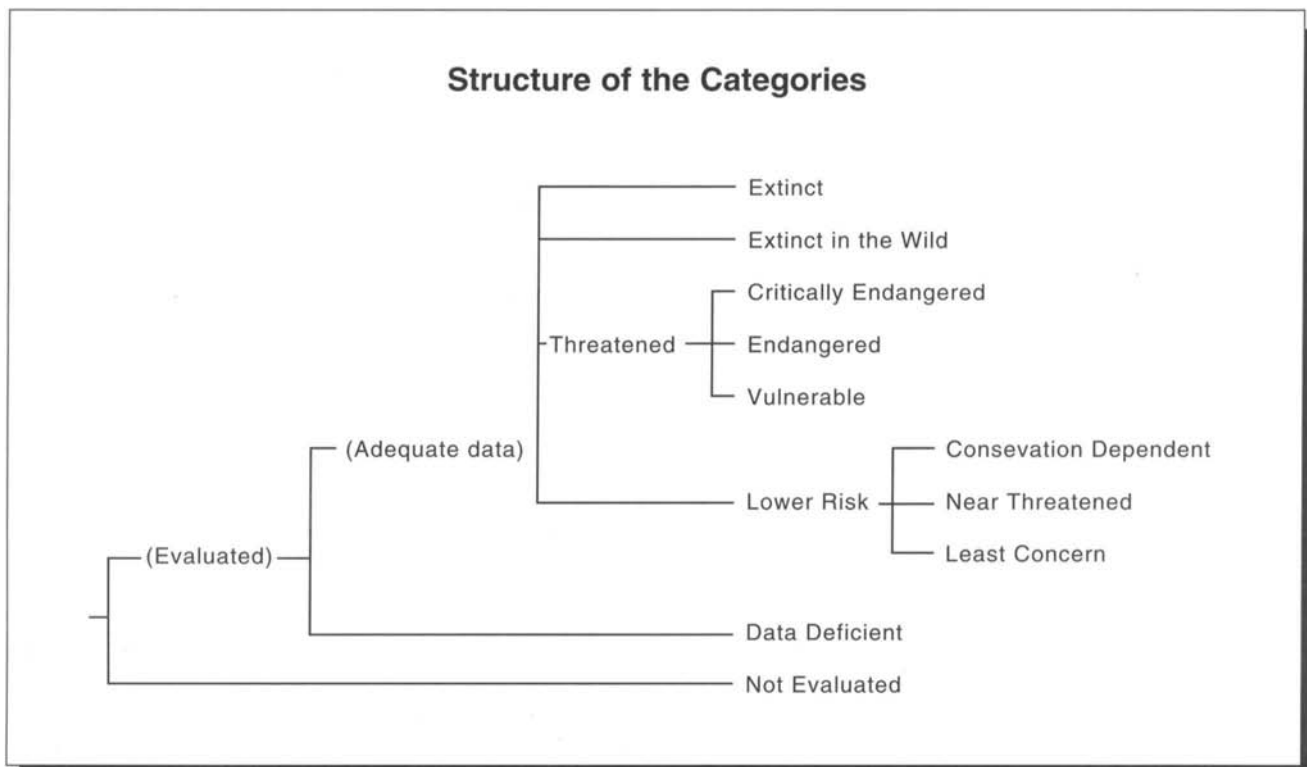 Structure of the Categories
Extinct
Extinct in the Wild
Critically Endangered
Threatened
Endangered
Vulnerable
(Adequate data)
Consevation Dependent
Lower Risk
Near Threatened
Least Concern
(Evaluated)
Data Deficient
Not Evaluated